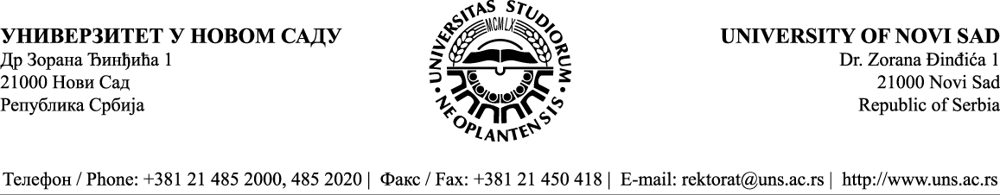 УНИВЕРЗИТЕТ У НОВОМ САДУ
Др Зорана Ђинђића 1
21000 Нови Сад
Република Србија
UNIVERSITAS STUDIORUM
MCMLX
NEOPLANTENSIS
UNIVERSITY OF NOVI SAD
Dr. Zorana Đinđića 1
21000 Novi Sad
Republic of Serbia
Телефон / Phone: +381 21 485 2000, 485 2020 | Факс / Fax: +381 21 450 418 | E-mail: rektorat@uns.ac.rs | http://www.uns.ac.rs